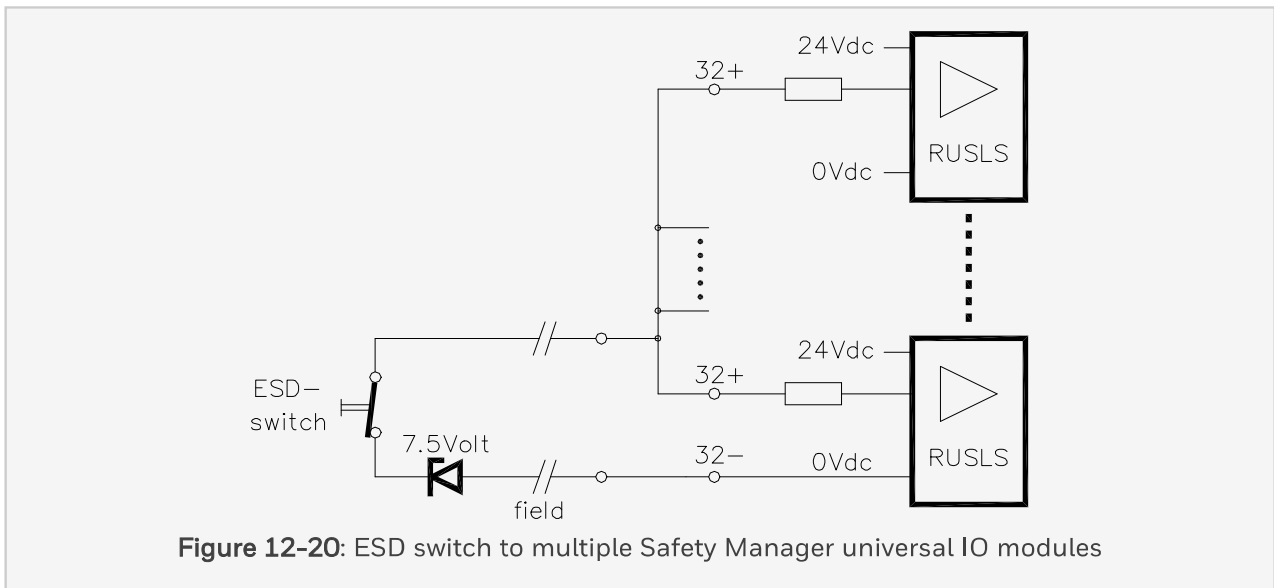 24Vdc
32+
RUSLS
0Vdc
24Vdc
32+
ESD-
switch
7.5Volt
32-
0Vdc
RUSLS
field
Figure 12-20: ESD switch to multiple Safety Manager universal IO modules